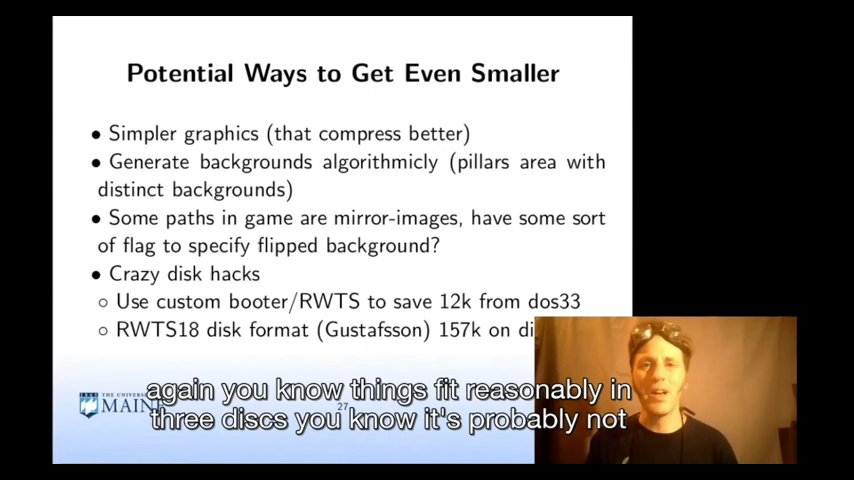 Potential Ways to Get Even Smaller
• Simpler graphics (that compress better)
• Generate backgrounds algorithmicly (pillars area with
distinct backgrounds)
• Some paths in game are mirror-images, have some sort
of flag to specify flipped background?
• Crazy disk hacks
○ Use custom booter/RWTS to save 12k from dos33
○ RWTS18 disk format (Gustafsson) 157k on
again you know things fit reasonably in
three discs you know it's probably not
THE UNIVERS
MAIN
27